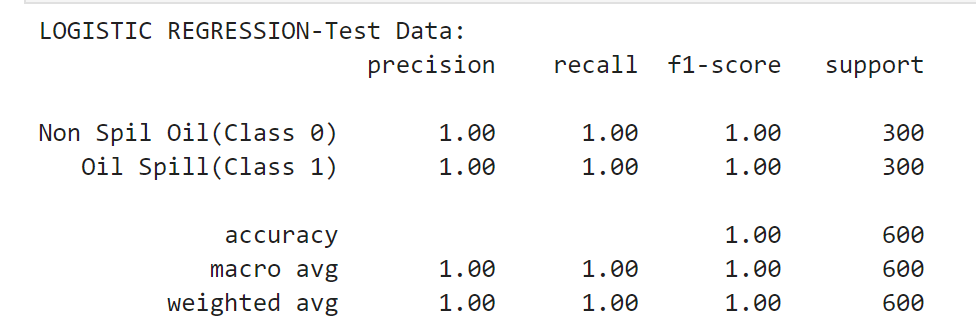 LOGISTIC REGRESSION-Test Data:
precision recall f1-score support
Non Spil Oil(Class 0) 1.00 1.00 1.00 300
Oil Spill(Class 1) 1.00 1.00 1.00 300
accuracy 1.00 600
macro avg 1.00 1.00 1.00 600
weighted avg 1.00 1.00 1.00 600